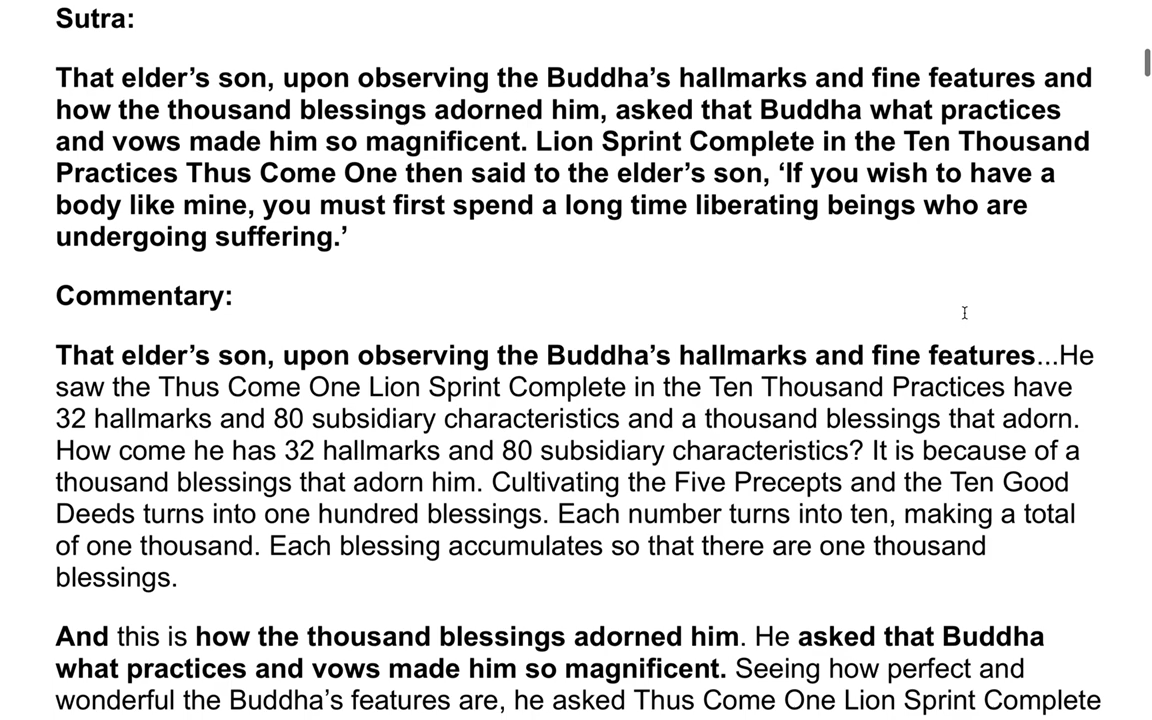 Sutra:
That elder’s son, upon observing the Buddha’s hallmarks and fine features and
how the thousand blessings adorned him, asked that Buddha what practices
and vows made him so magnificent. Lion Sprint Complete in the Ten Thousand
Practices Thus Come One then said to the elder’s son, ‘If you wish to have a
body like mine, you must first spend a long time liberating beings who are
undergoing suffering.’
Commentary:
That elder’s son, upon observing the Buddha’s hallmarks and fine features...He
saw the Thus Come One Lion Sprint Complete in the Ten Thousand Practices have
32 hallmarks and 80 subsidiary characteristics and a thousand blessings that adorn.
How come he has 32 hallmarks and 80 subsidiary characteristics? It is because of a
thousand blessings that adorn him. Cultivating the Five Precepts and the Ten Good
Deeds turns into one hundred blessings. Each number turns into ten, making a total
of one thousand. Each blessing accumulates so that there are one thousand
blessings.
And this is how the thousand blessings adorned him. He asked that Buddha
what practices and vows made him so magnificent. Seeing how perfect and
wonderful the Buddha’s features are, he asked Thus Come One Lion Sprint Complete